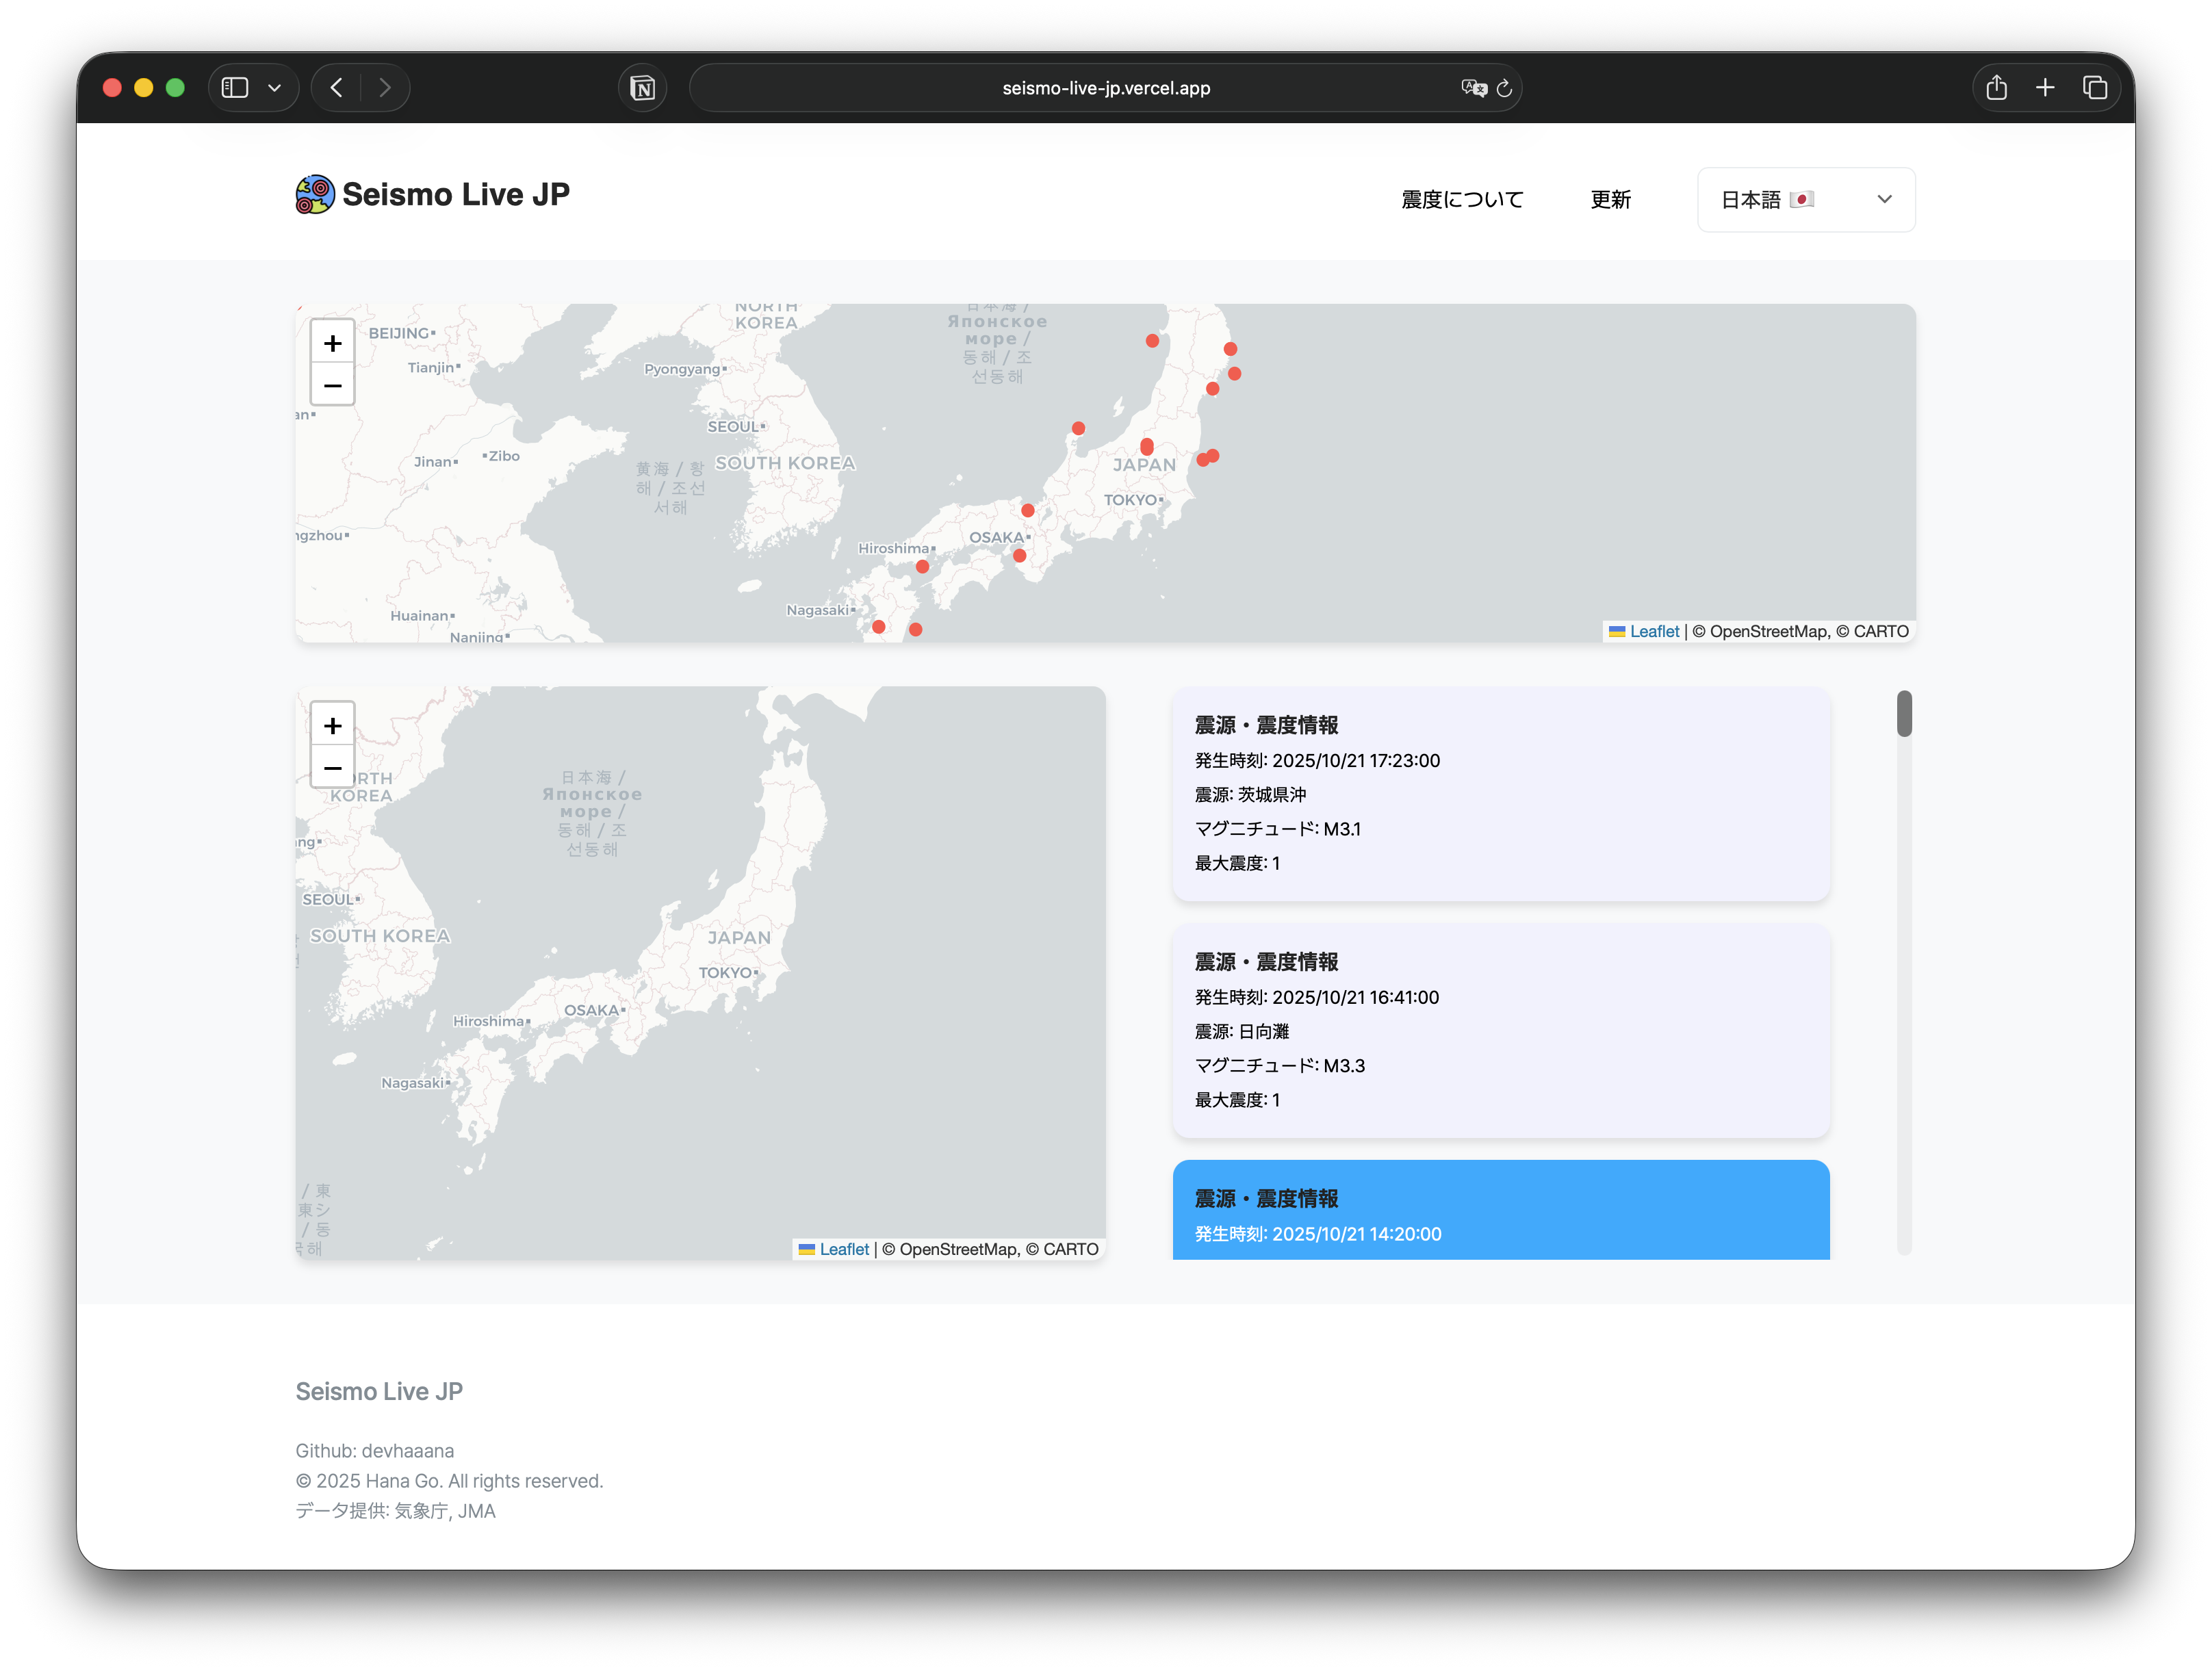 seismo-live-jp.vercel.app
Seismo Live JP
震度について
更新
日本語 🇯🇵
+
−
BEIJING
Tianjin
Jinan
Zibo
Huainan
Nanjing
NORTH
KOREA
Pyongyang
SEOUL
SOUTH KOREA
黄海 / 황
해 / 조선
서해
日本海 /
Японское
море /
동해 / 조
선동해
JAPAN
TOKYO
OSAKA
Hiroshima
Nagasaki
Leaflet | © OpenStreetMap, © CARTO
+
−
KOREA
SEOUL
SOUTH KOREA
日本海 /
Японское
море /
동해 / 조
선동해
JAPAN
TOKYO
OSAKA
Hiroshima
Nagasaki
/ 東
東シ
/ 동
Leaflet | © OpenStreetMap, © CARTO
震源・震度情報
発生時刻: 2025/10/21 17:23:00
震源: 茨城県沖
マグニチュード: M3.1
最大震度: 1
震源・震度情報
発生時刻: 2025/10/21 16:41:00
震源: 日向灘
マグニチュード: M3.3
最大震度: 1
震源・震度情報
発生時刻: 2025/10/21 14:20:00
Seismo Live JP
Github: devhaaana
© 2025 Hana Go. All rights reserved.
データ提供: 気象庁, JMA